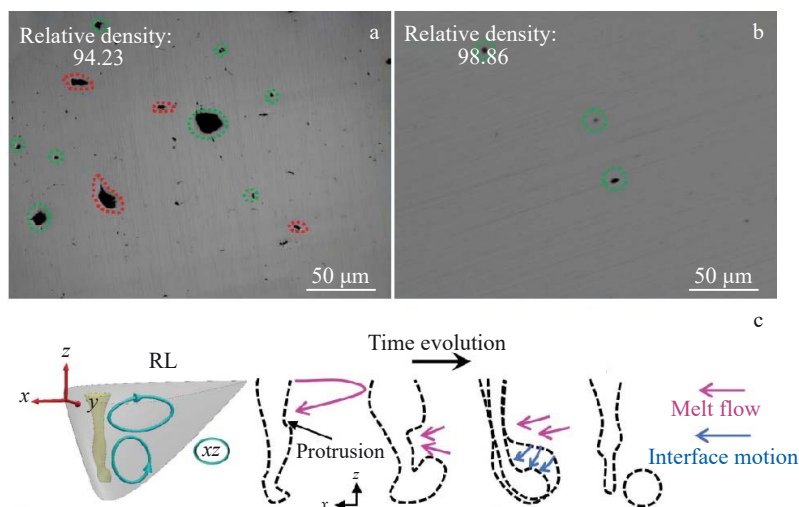 Relative density:
94.23
a
50 μm
Relative density:
98.86
b
50 μm
c
z
x
y
RL
xz
Time evolution
Protrusion
z
x
Melt flow
Interface motion